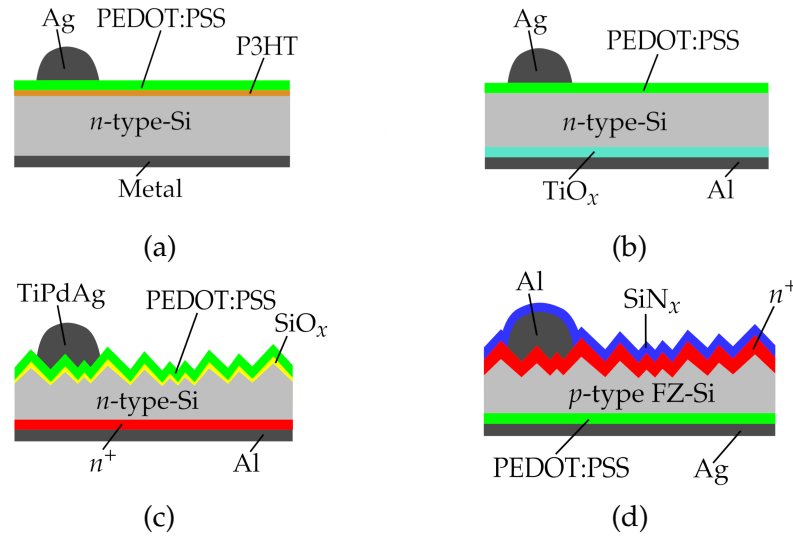 Ag
PEDOT:PSS
P3HT
n-type-Si
Metal
(a)
Ag
PEDOT:PSS
n-type-Si
TiOₓ
Al
(b)
TiPdAg
PEDOT:PSS
SiOₓ
n-type-Si
n⁺
Al
(c)
Al
SiNₓ
n⁺
p-type FZ-Si
PEDOT:PSS
Ag
(d)